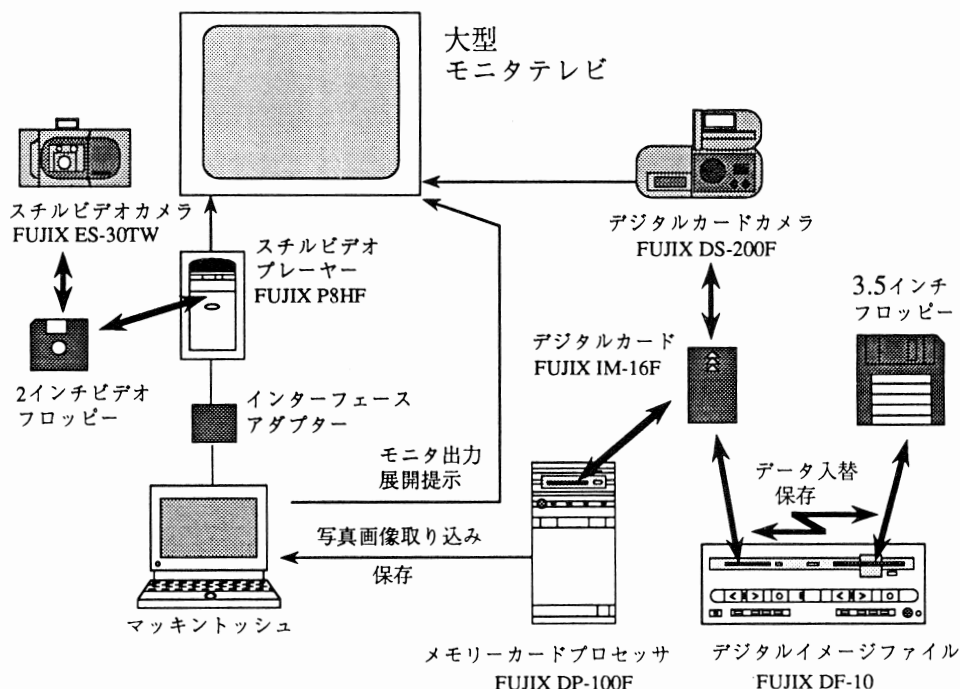 大型
モニタテレビ
スチルビデオカメラ
FUJIX ES-30TW
スチルビデオ
プレーヤー
FUJIX P8HF
デジタルカードカメラ
FUJIX DS-200F
3.5インチ
フロッピー
デジタルカード
FUJIX IM-16F
2インチビデオ
フロッピー
インターフェース
アダプター
モニタ出力
展開提示
データ入替
保存
写真画像取り込み
保存
マッキントッシュ
メモリーカードプロセッサ
FUJIX DP-100F
デジタルイメージファイル
FUJIX DF-10